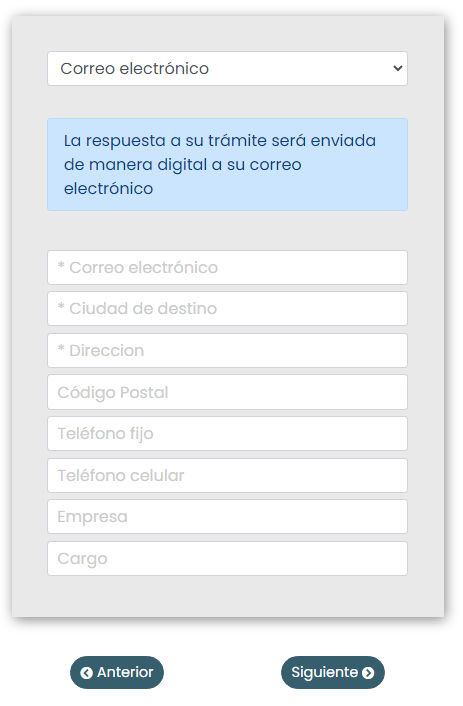 Correo electrónico
La respuesta a su trámite será enviada
de manera digital a su correo
electrónico
* Correo electrónico
* Ciudad de destino
* Direccion
Código Postal
Teléfono fijo
Teléfono celular
Empresa
Cargo
Anterior
Siguiente